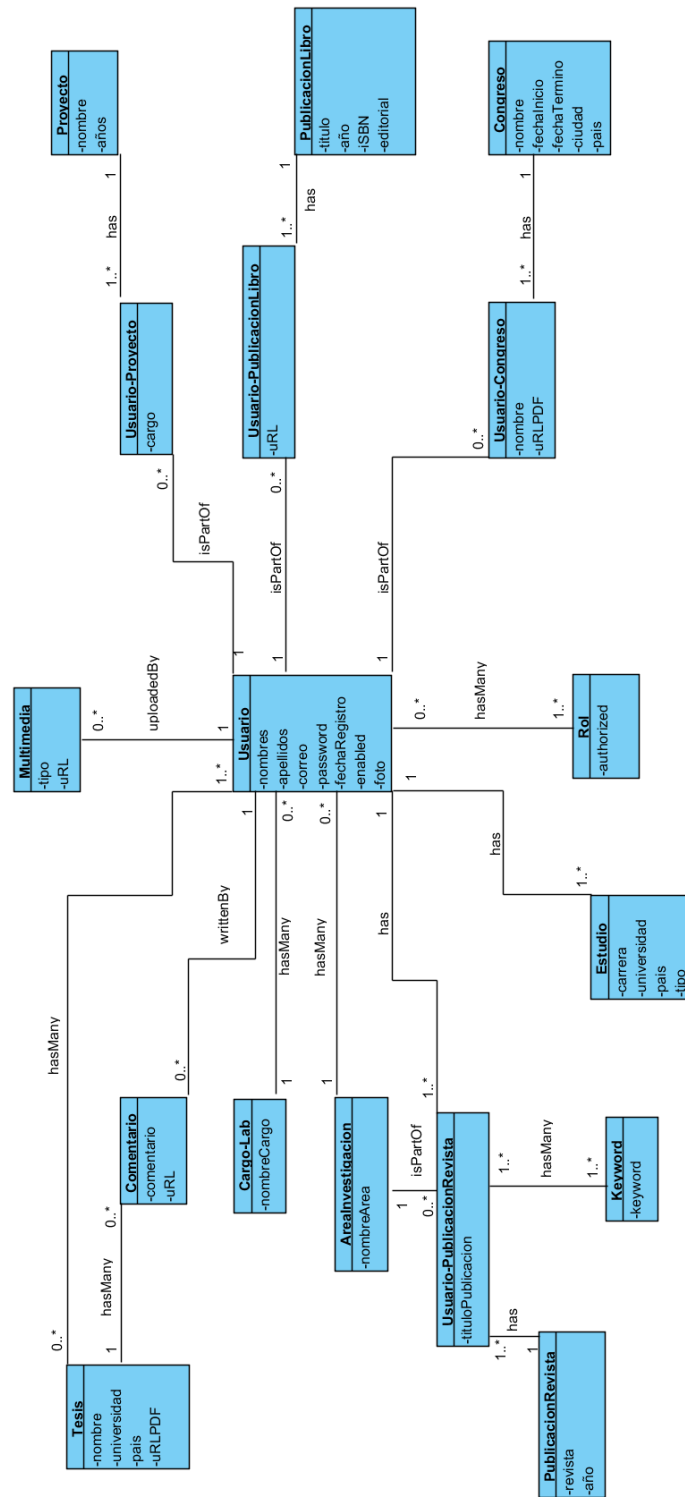 Proyecto
-nombre
-años
1
has
1..*
Usuario-Proyecto
-cargo
0..*
isPartOf
1
PublicacionLibro
-titulo
-año
-iSBN
-editorial
1
has
1..*
Usuario-PublicacionLibro
-uRL
0..*
isPartOf
1
Congreso
-nombre
-fechaInicio
-fechaTermino
-ciudad
-pais
1
has
1..*
Usuario-Congreso
-nombre
-uRLPDF
0..*
isPartOf
1
Multimedia
-tipo
-uRL
0..*
uploadedBy
1
Usuario
-nombres
-apellidos
-correo
-password
-fechaRegistro
-enabled
-foto
0..*
hasMany
1..*
Rol
-authorized
1..*
hasMany
0..*
1
writtenBy
0..*
0..*
hasMany
1
0..*
hasMany
1
1
has
1..*
1
has
1..*
Estudio
-carrera
-universidad
-pais
-tipo
Tesis
-nombre
-universidad
-pais
-uRLPDF
1
hasMany
0..*
Comentario
-comentario
-uRL
Cargo-Lab
-nombreCargo
AreaInvestigacion
-nombreArea
1
isPartOf
0..*
Usuario-PublicacionRevista
-tituloPublicacion
1..*
hasMany
1..*
Keyword
-keyword
1..*
has
1
PublicacionRevista
-revista
-año